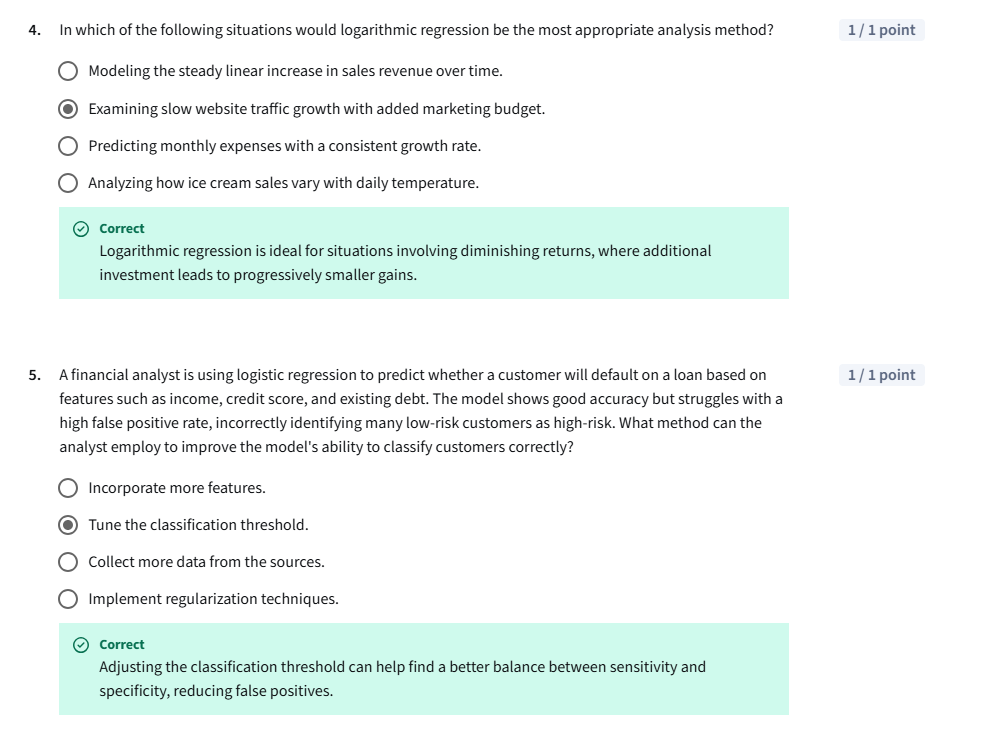 4. In which of the following situations would logarithmic regression be the most appropriate analysis method? 1 / 1 point
Modeling the steady linear increase in sales revenue over time.
Examining slow website traffic growth with added marketing budget.
Predicting monthly expenses with a consistent growth rate.
Analyzing how ice cream sales vary with daily temperature.
Correct
Logarithmic regression is ideal for situations involving diminishing returns, where additional
investment leads to progressively smaller gains.
5. A financial analyst is using logistic regression to predict whether a customer will default on a loan based on 1 / 1 point
features such as income, credit score, and existing debt. The model shows good accuracy but struggles with a
high false positive rate, incorrectly identifying many low-risk customers as high-risk. What method can the
analyst employ to improve the model's ability to classify customers correctly?
Incorporate more features.
Tune the classification threshold.
Collect more data from the sources.
Implement regularization techniques.
Correct
Adjusting the classification threshold can help find a better balance between sensitivity and
specificity, reducing false positives.